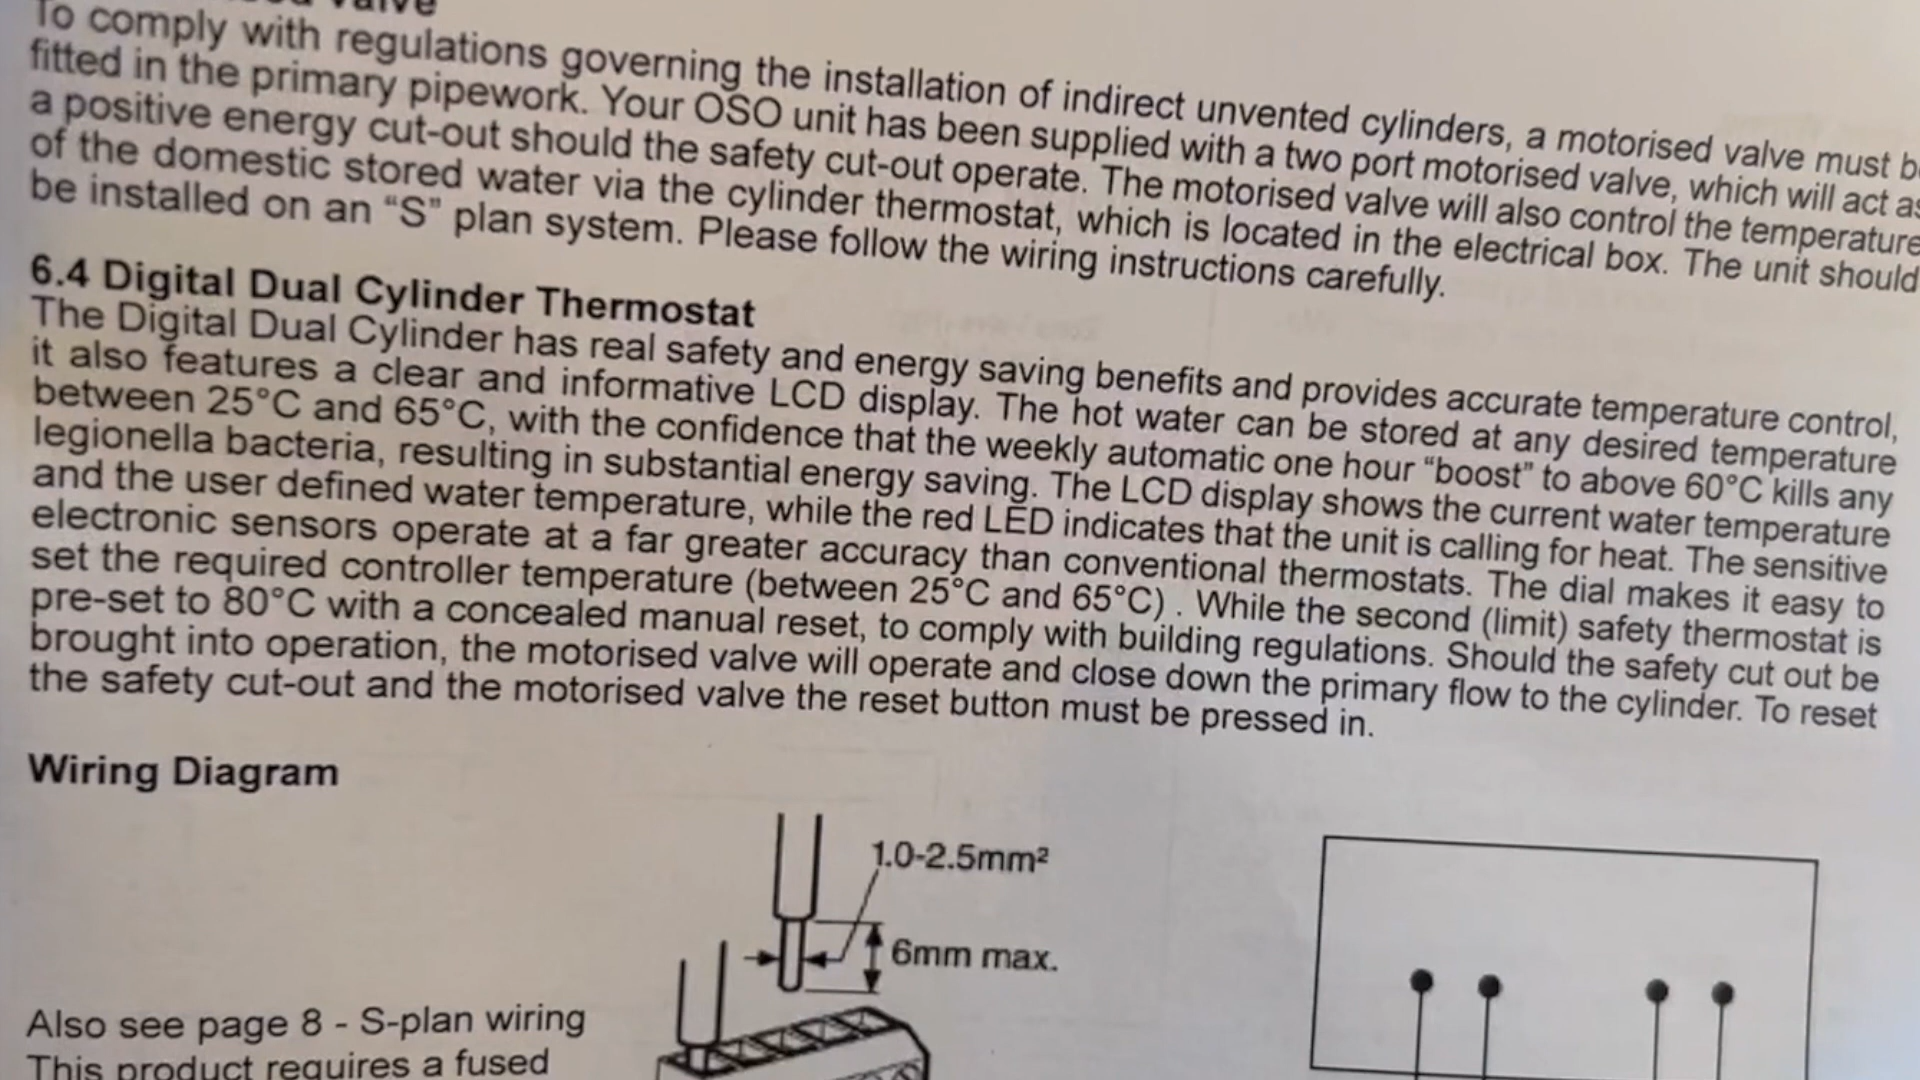 valve
To comply with regulations governing the installation of indirect unvented cylinders, a motorised valve must
fitted in the primary pipework. Your OSO unit has been supplied with a two port motorised valve, which will act as
a positive energy cut-out should the safety cut-out operate. The motorised valve will also control the temperature
of the domestic stored water via the cylinder thermostat, which is located in the electrical box. The unit should
be installed on an “S” plan system. Please follow the wiring instructions carefully.
6.4 Digital Dual Cylinder Thermostat
The Digital Dual Cylinder has real safety and energy saving benefits and provides accurate temperature control,
it also features a clear and informative LCD display. The hot water can be stored at any desired temperature
between 25°C and 65°C, with the confidence that the weekly automatic one hour “boost” to above 60°C kills any
legionella bacteria, resulting in substantial energy saving. The LCD display shows the current water temperature
and the user defined water temperature, while the red LED indicates that the unit is calling for heat. The sensitive
electronic sensors operate at a far greater accuracy than conventional thermostats. The dial makes it easy to
set the required controller temperature (between 25°C and 65°C) . While the second (limit) safety thermostat is
pre-set to 80°C with a concealed manual reset, to comply with building regulations. Should the safety cut out be
brought into operation, the motorised valve will operate and close down the primary flow to the cylinder. To reset
the safety cut-out and the motorised valve the reset button must be pressed in.
Wiring Diagram
1.0-2.5mm²
6mm max.
Also see page 8 - S-plan wiring
This product requires a fused